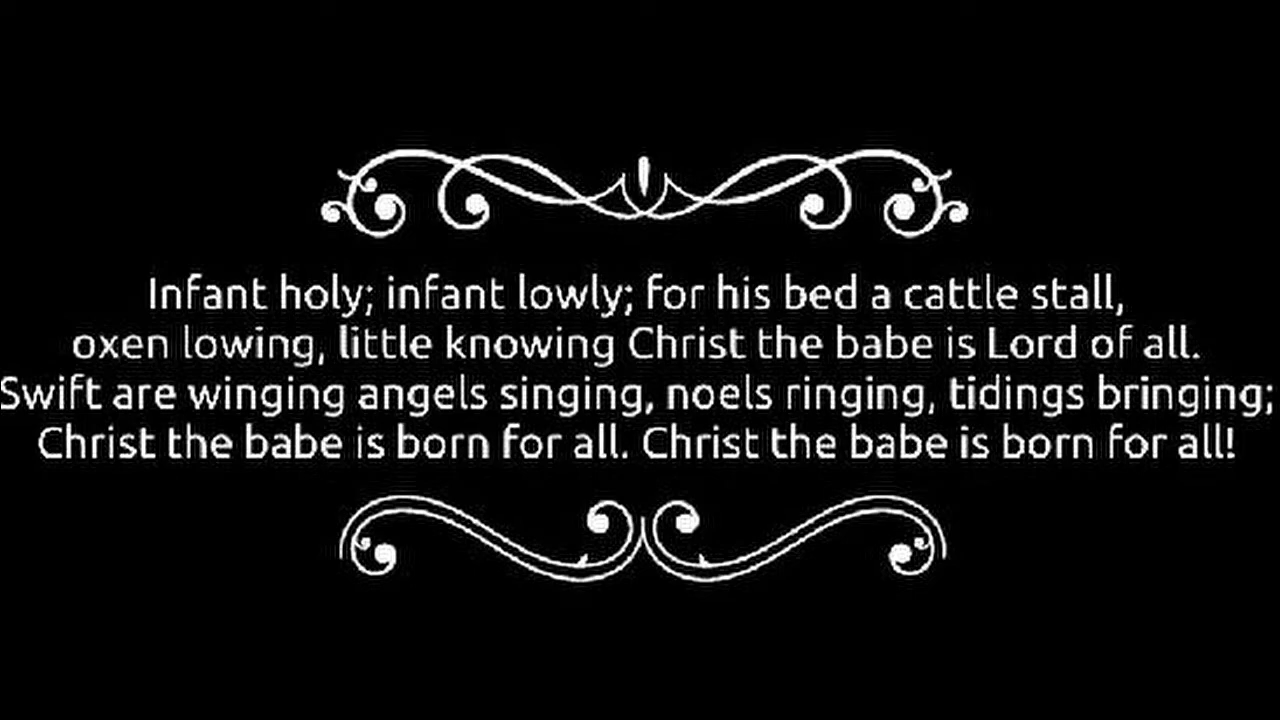 Infant holy; infant lowly; for his bed a cattle stall,
oxen lowing, little knowing Christ the babe is Lord of all.
Swift are winging angels singing, noels ringing, tidings bringing;
Christ the babe is born for all. Christ the babe is born for all!